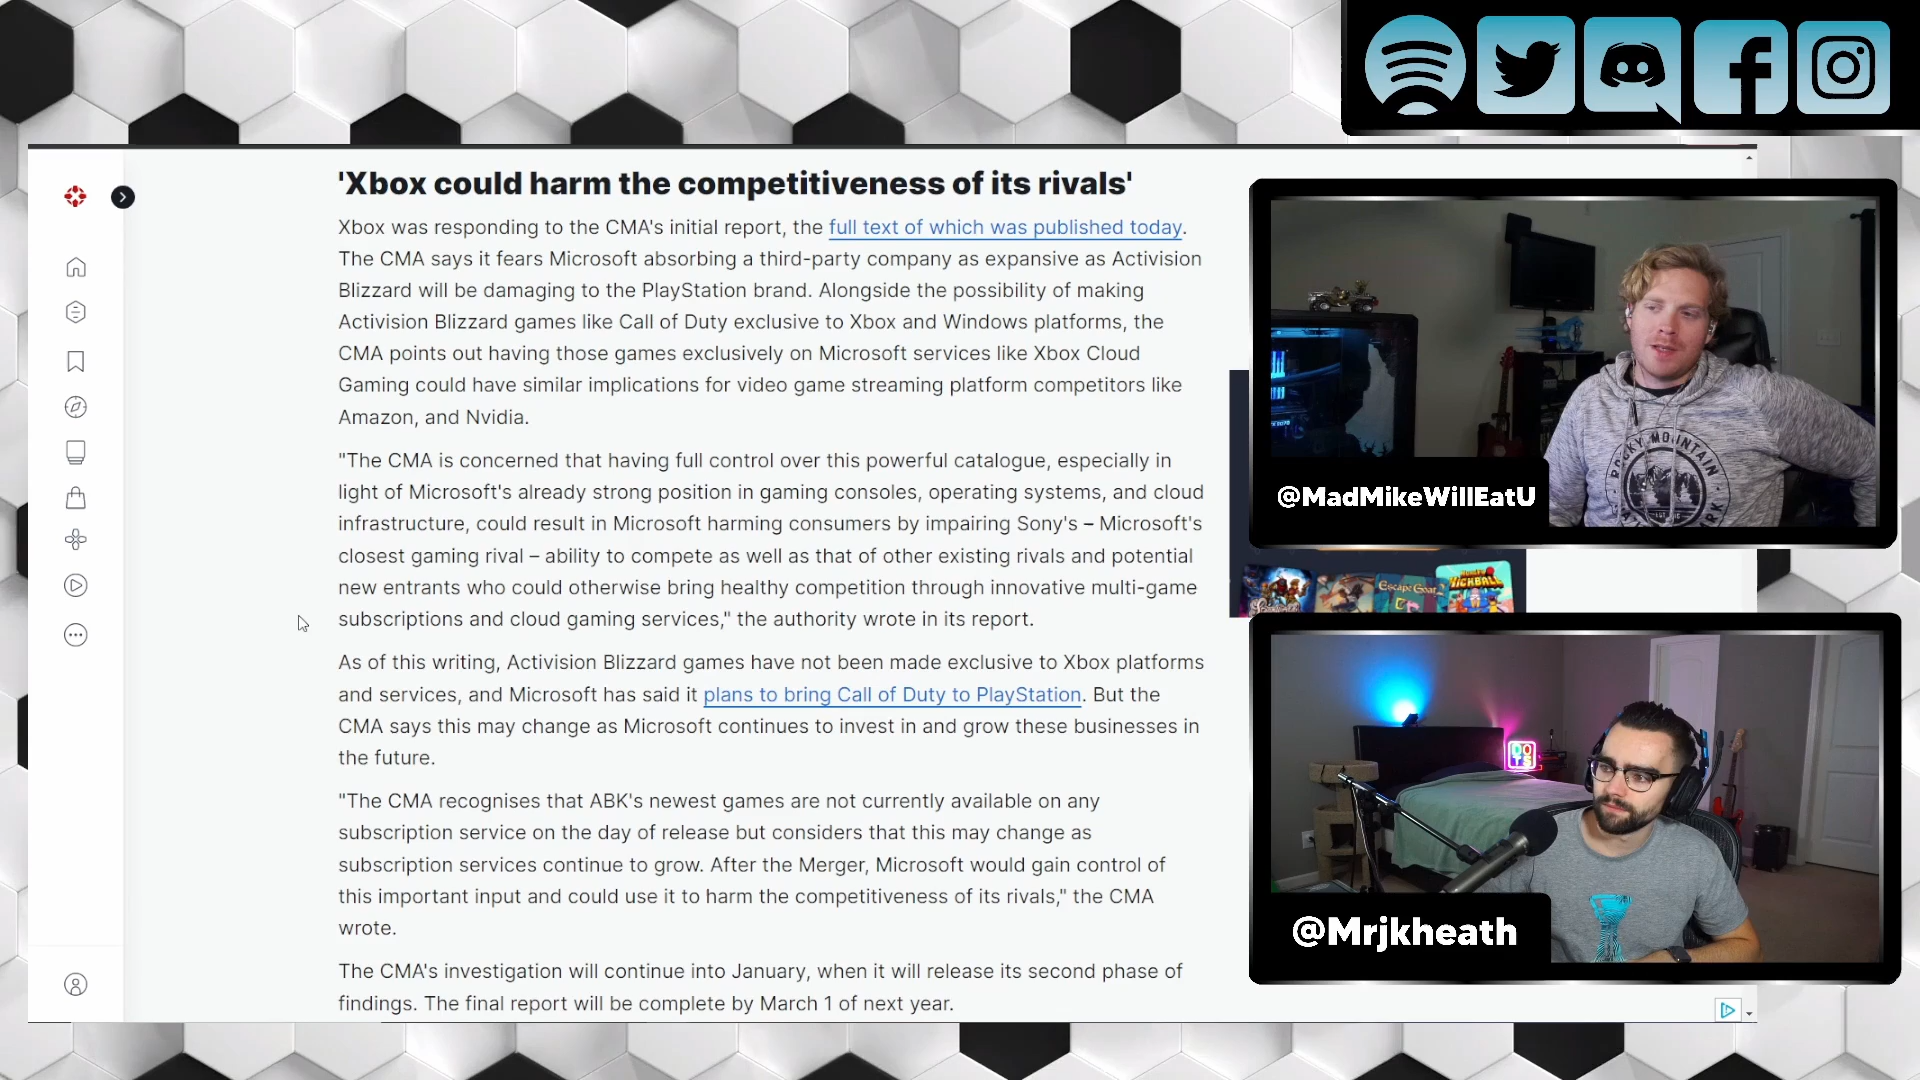 'Xbox could harm the competitiveness of its rivals'
Xbox was responding to the CMA's initial report, the full text of which was published today.
The CMA says it fears Microsoft absorbing a third-party company as expansive as Activision
Blizzard will be damaging to the PlayStation brand. Alongside the possibility of making
Activision Blizzard games like Call of Duty exclusive to Xbox and Windows platforms, the
CMA points out having those games exclusively on Microsoft services like Xbox Cloud
Gaming could have similar implications for video game streaming platform competitors like
Amazon, and Nvidia.
"The CMA is concerned that having full control over this powerful catalogue, especially in
light of Microsoft's already strong position in gaming consoles, operating systems, and cloud
infrastructure, could result in Microsoft harming consumers by impairing Sony's – Microsoft's
closest gaming rival – ability to compete as well as that of other existing rivals and potential
new entrants who could otherwise bring healthy competition through innovative multi-game
subscriptions and cloud gaming services," the authority wrote in its report.
As of this writing, Activision Blizzard games have not been made exclusive to Xbox platforms
and services, and Microsoft has said it plans to bring Call of Duty to PlayStation. But the
CMA says this may change as Microsoft continues to invest in and grow these businesses in
the future.
"The CMA recognises that ABK's newest games are not currently available on any
subscription service on the day of release but considers that this may change as
subscription services continue to grow. After the Merger, Microsoft would gain control of
this important input and could use it to harm the competitiveness of its rivals," the CMA
wrote.
The CMA's investigation will continue into January, when it will release its second phase of
findings. The final report will be complete by March 1 of next year.
ROCKY MOUNTAIN
@MadMikeWillEatU
Escape Goat
KICKBALL
DOTS
@Mrjkheath